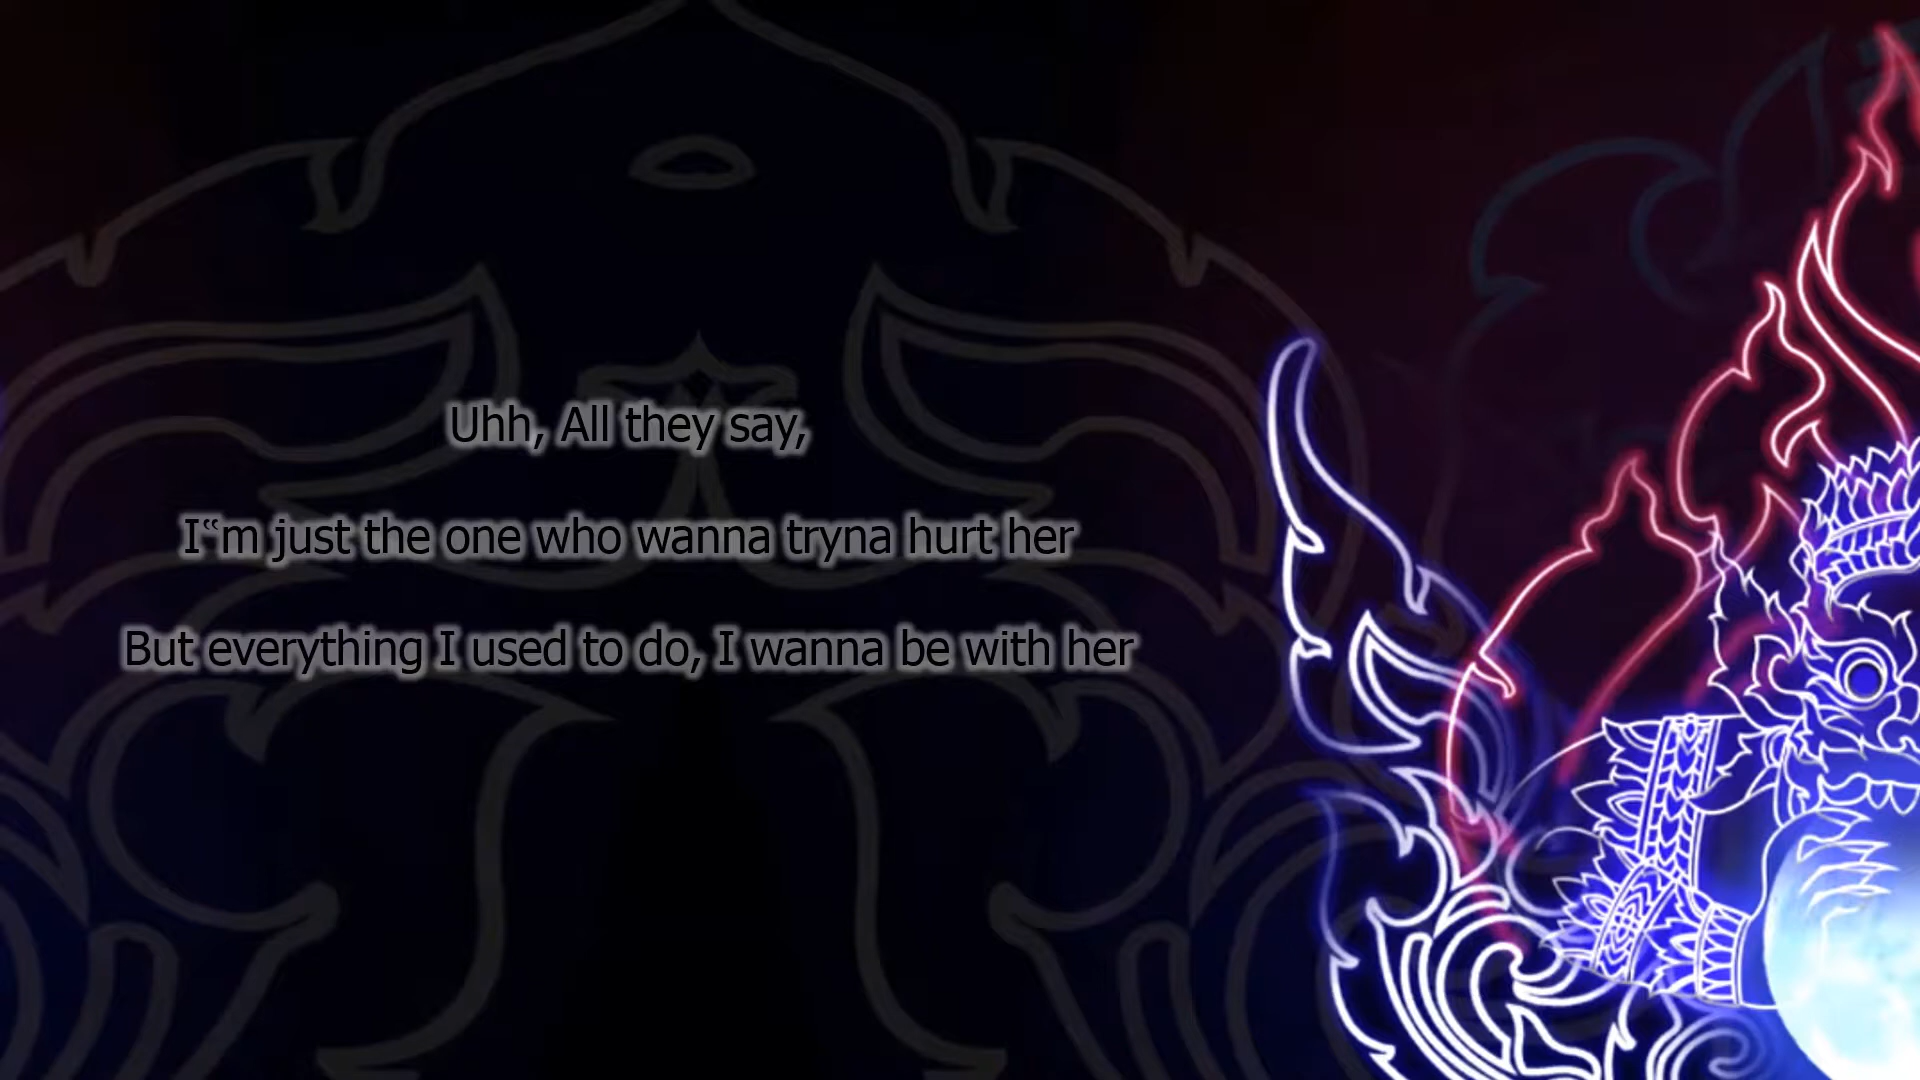 Uhh, All they say,
I‟m just the one who wanna tryna hurt her
But everything I used to do, I wanna be with her